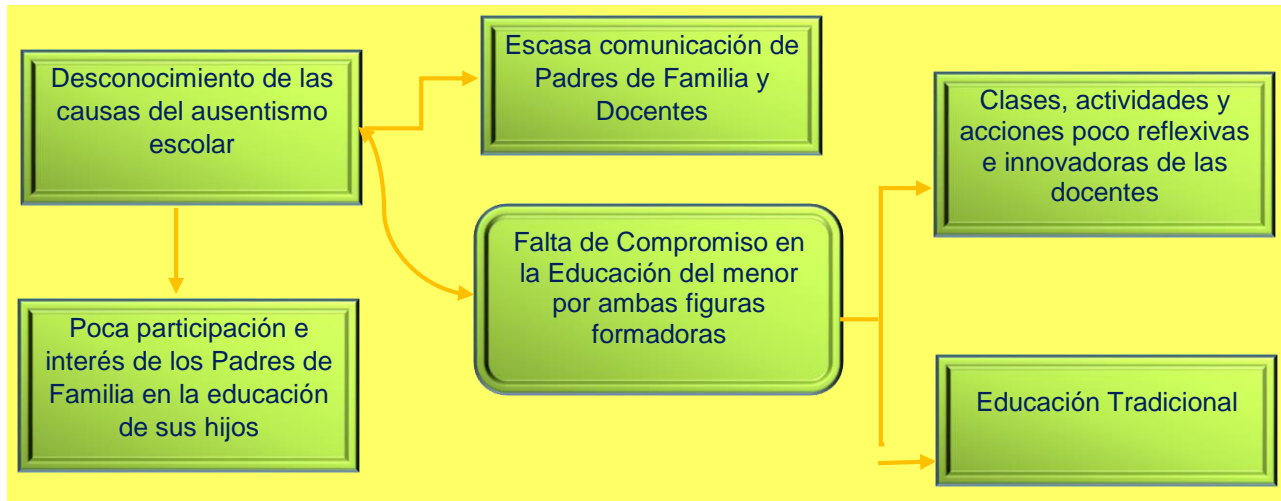 Desconocimiento de las
causas del ausentismo
escolar
Poca participación e
interés de los Padres de
Familia en la educación
de sus hijos
Escasa comunicación de
Padres de Familia y
Docentes
Falta de Compromiso en
la Educación del menor
por ambas figuras
formadoras
Clases, actividades y
acciones poco reflexivas
e innovadoras de las
docentes
Educación Tradicional